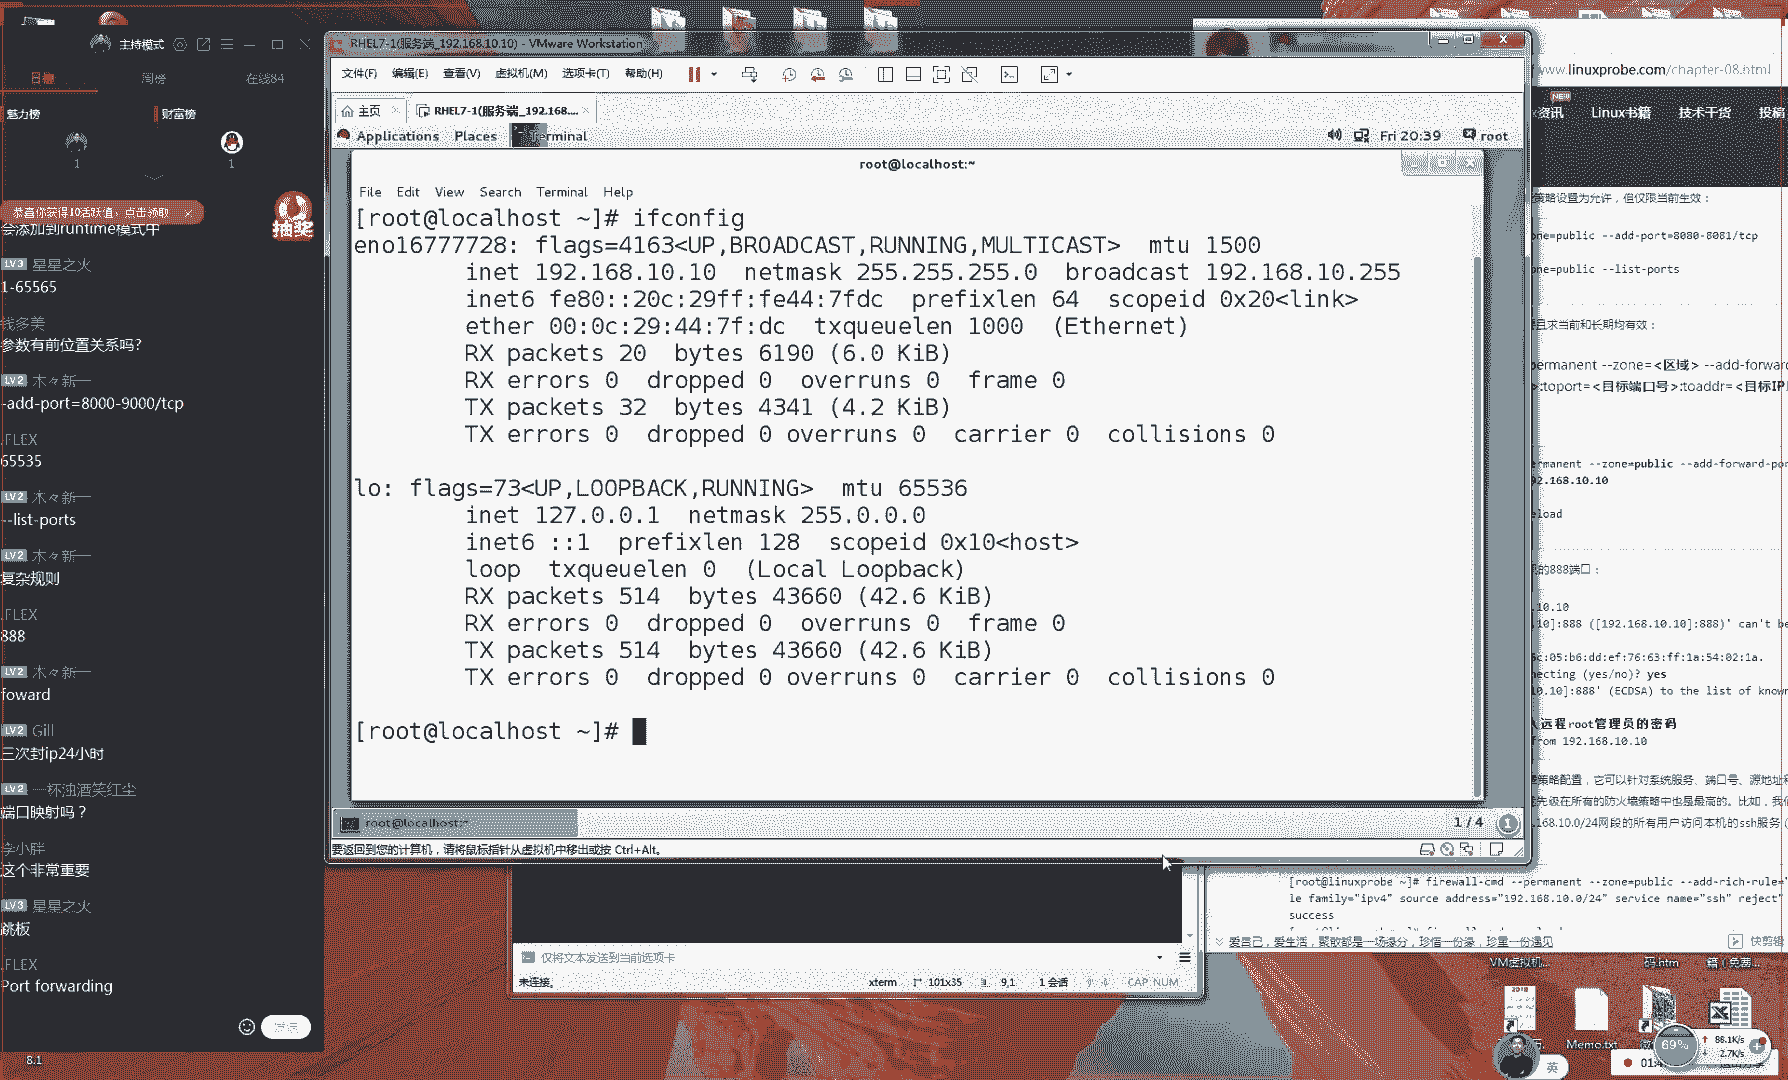 主持模式
日榜
周榜
在线84
魅力榜
财富榜
1
1
恭喜你获得10活跃值，点击领取
抽奖
会添加到runtime模式中
LV3 星星之火
1-65565
钱多美
参数有前位置关系吗?
LV2 木々新一
-add-port=8000-9000/tcp
.FLEX
65535
LV2 木々新一
--list-ports
LV2 木々新一
复杂规则
.FLEX
888
LV2 木々新一
foward
LV2 Gill
三次封ip24小时
LV2 一杯浊酒笑红尘
端口映射吗？
李小胖
这个非常重要
LV3 星星之火
跳板
.FLEX
Port forwarding
发言
8.1
RHEL7-1(服务端_192.168.10.10) - VMware Workstation
文件(F) 编辑(E) 查看(V) 虚拟机(M) 选项卡(T) 帮助(H)
主页
RHEL7-1(服务端_192.168....
Applications Places Terminal
Fri 20:39 root
root@localhost:~
File Edit View Search Terminal Help
[root@localhost ~]# ifconfig
eno16777728: flags=4163<UP,BROADCAST,RUNNING,MULTICAST> mtu 1500
inet 192.168.10.10 netmask 255.255.255.0 broadcast 192.168.10.255
inet6 fe80::20c:29ff:fe44:7fdc prefixlen 64 scopeid 0x20<link>
ether 00:0c:29:44:7f:dc txqueuelen 1000 (Ethernet)
RX packets 20 bytes 6190 (6.0 KiB)
RX errors 0 dropped 0 overruns 0 frame 0
TX packets 32 bytes 4341 (4.2 KiB)
TX errors 0 dropped 0 overruns 0 carrier 0 collisions 0
lo: flags=73<UP,LOOPBACK,RUNNING> mtu 65536
inet 127.0.0.1 netmask 255.0.0.0
inet6 ::1 prefixlen 128 scopeid 0x10<host>
loop txqueuelen 0 (Local Loopback)
RX packets 514 bytes 43660 (42.6 KiB)
RX errors 0 dropped 0 overruns 0 frame 0
TX packets 514 bytes 43660 (42.6 KiB)
TX errors 0 dropped 0 overruns 0 carrier 0 collisions 0
[root@localhost ~]#
root@localhost:~
1 / 4
1
要返回到您的计算机，请将鼠标指针从虚拟机中移出或按 Ctrl+Alt。
仅将文本发送到当前选项卡
未连接。
xterm 101x35 9,1 1 会话 CAP NUM
www.linuxprobe.com/chapter-08.html
NEW
资讯 Linux书籍 技术干货 投稿
策略设置为允许，但仅限当前生效：
one=public --add-port=8080-8081/tcp
one=public --list-ports
且求当前和长期均有效：
permanent --zone=<区域> --add-forward
>:toport=<目标端口号>:toaddr=<目标IP
rmanent --zone=public --add-forward-por
92.168.10.10
eload
的888端口：
10.10
.10]:888 ([192.168.10.10]:888)' can't be
5c:05:b6:dd:ef:76:63:ff:1a:54:02:1a.
necting (yes/no)? yes
0.10]:888' (ECDSA) to the list of known
远程root管理员的密码
from 192.168.10.10
策略配置，它可以针对系统服务、端口号、源地址和
先级在所有的防火墙策略中也是最高的。比如，我们
.168.10.0/24网段的所有用户访问本机的ssh服务（
[root@linuxprobe ~]# firewall-cmd --permanent --zone=public --add-rich-rule="
le family="ipv4" source address="192.168.10.0/24" service name="ssh" reject"
success
爱自己，爱生活，聚散都是一场缘分，珍惜一份缘，珍重一份遇见
快剪辑
VM虚拟机...
码.htm
Memo.txt
69%
88.1K/s
2.7K/s
英